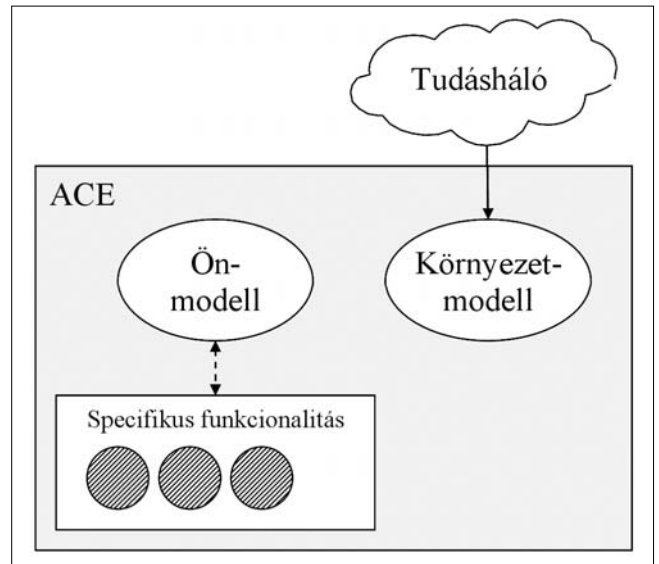 Tudásháló
ACE
Ön-
modell
Környezet-
modell
Specifikus funkcionalitás